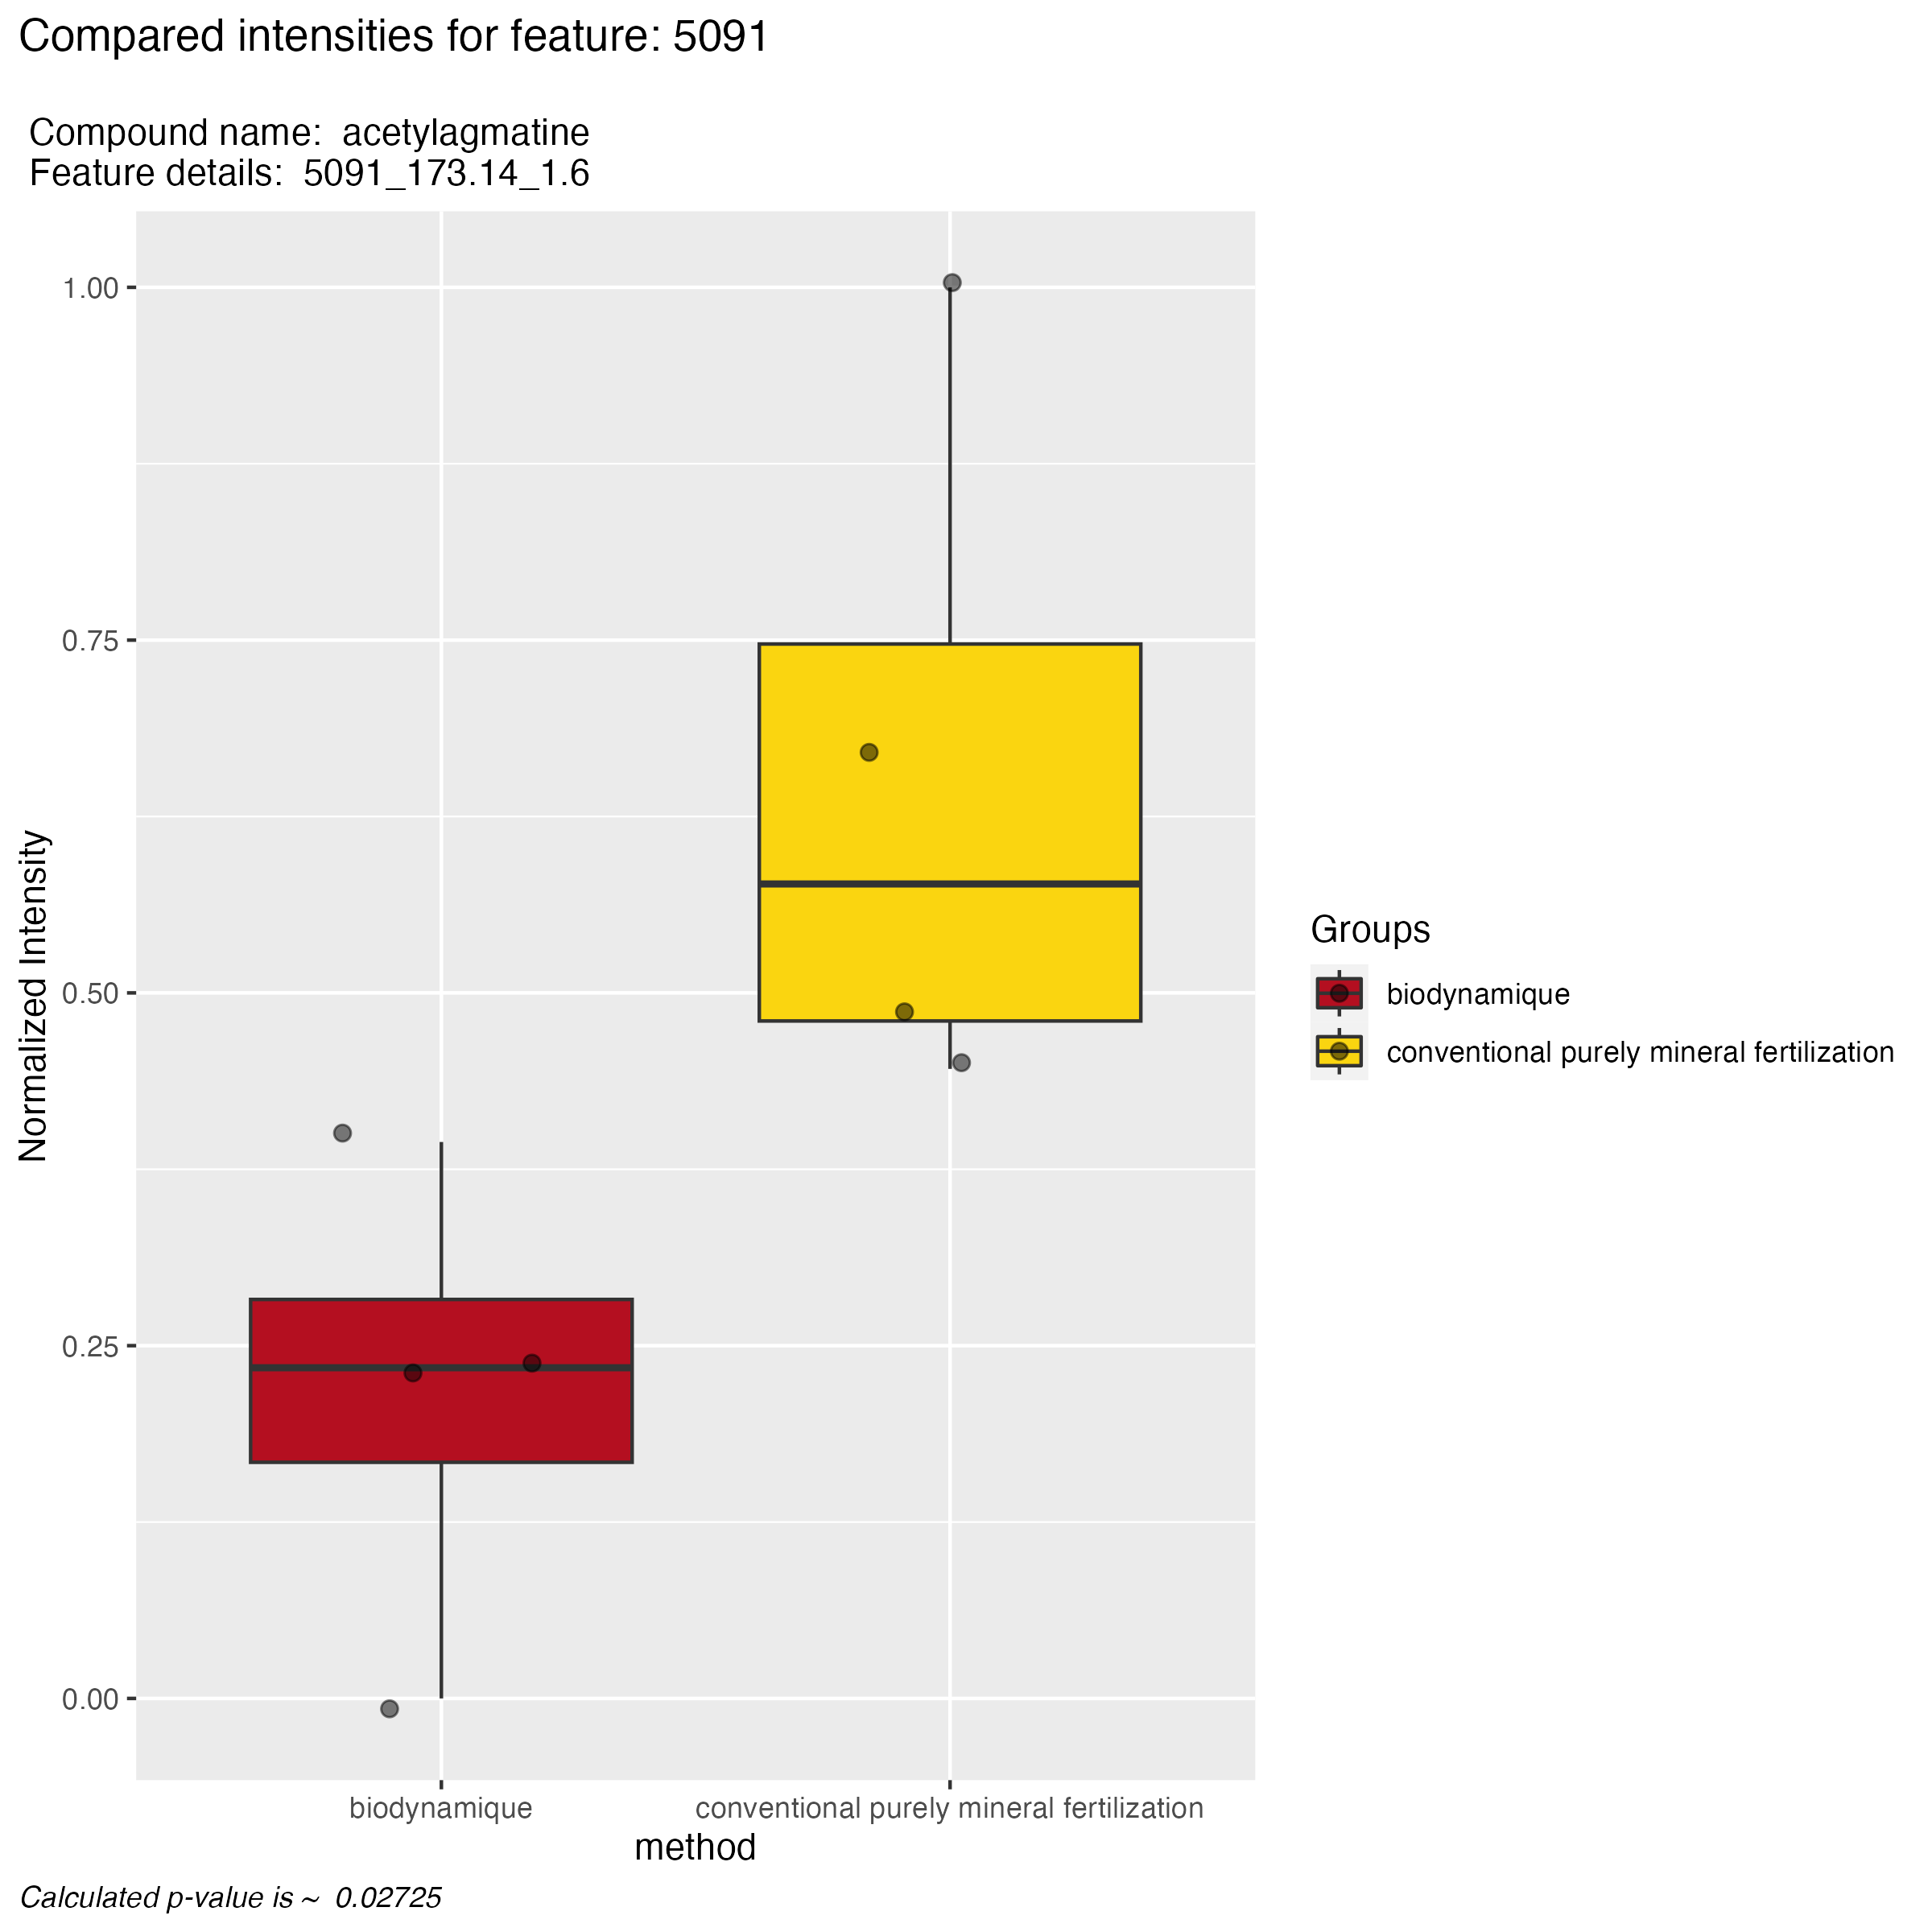 Compared intensities for feature: 5091
Compound name:  acetylagmatine
Feature details:  5091_173.14_1.6
1.00
0.75
0.50
0.25
0.00
Normalized Intensity
biodynamique
conventional purely mineral fertilization
method
Groups
biodynamique
conventional purely mineral fertilization
Calculated p-value is ~  0.02725